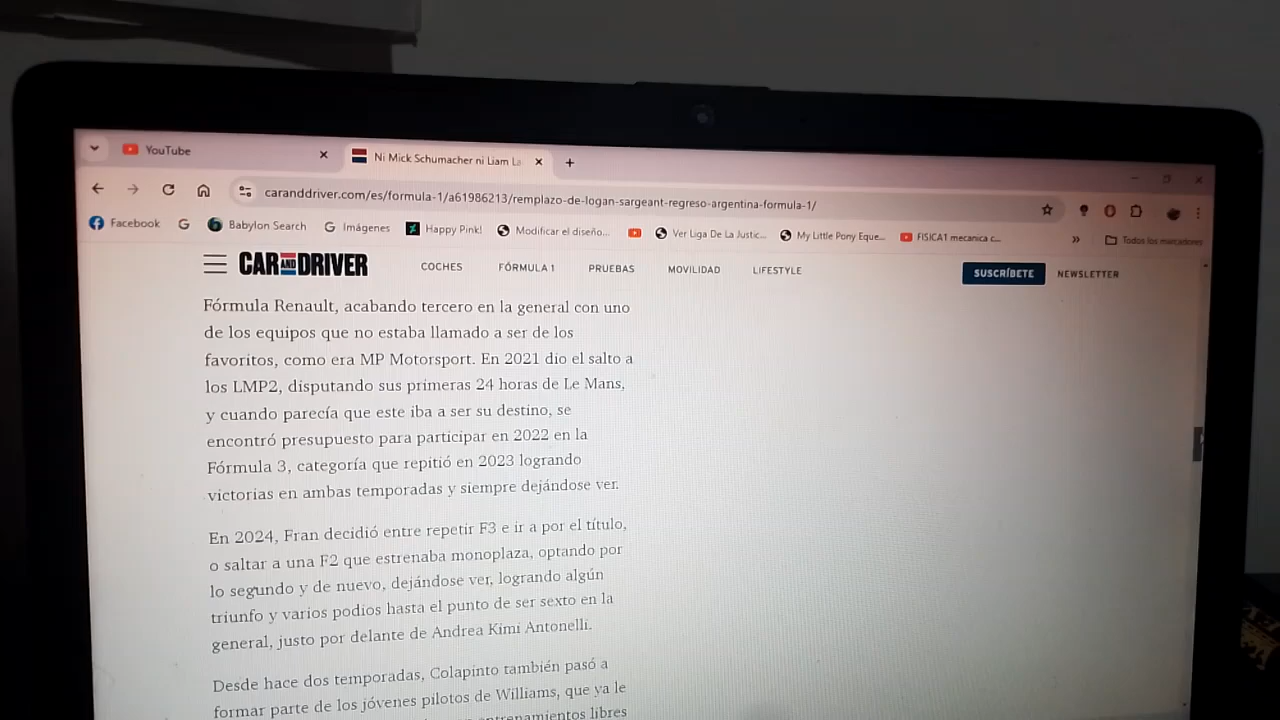 YouTube
Ni Mick Schumacher ni Liam La
caranddriver.com/es/formula-1/a61986213/remplazo-de-logan-sargeant-regreso-argentina-formula-1/
Facebook
Babylon Search
Imágenes
Happy Pink!
Modificar el diseño...
Ver Liga De La Justic...
My Little Pony Eque...
FISICA1 mecanica c...
Todos los marcadores
CAR AND DRIVER
COCHES
FÓRMULA 1
PRUEBAS
MOVILIDAD
LIFESTYLE
SUSCRÍBETE
NEWSLETTER
Fórmula Renault, acabando tercero en la general con uno
de los equipos que no estaba llamado a ser de los
favoritos, como era MP Motorsport. En 2021 dio el salto a
los LMP2, disputando sus primeras 24 horas de Le Mans,
y cuando parecía que este iba a ser su destino, se
encontró presupuesto para participar en 2022 en la
Fórmula 3, categoría que repitió en 2023 logrando
victorias en ambas temporadas y siempre dejándose ver.
En 2024, Fran decidió entre repetir F3 e ir a por el título,
o saltar a una F2 que estrenaba monoplaza, optando por
lo segundo y de nuevo, dejándose ver, logrando algún
triunfo y varios podios hasta el punto de ser sexto en la
general, justo por delante de Andrea Kimi Antonelli.
Desde hace dos temporadas, Colapinto también pasó a
formar parte de los jóvenes pilotos de Williams, que ya le
entrenamientos libres